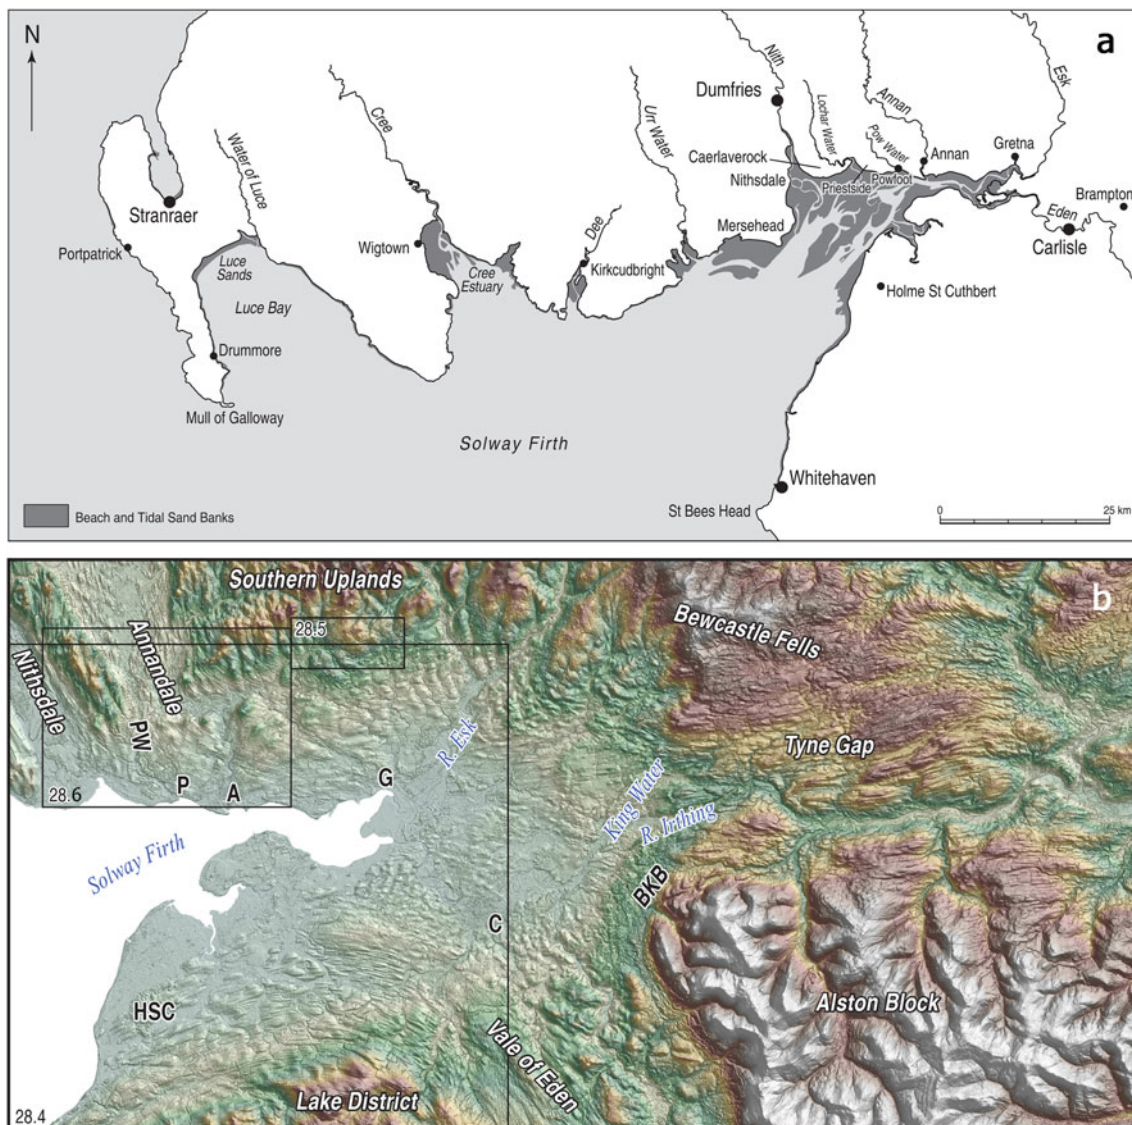 N
a
Nith
Esk
Dumfries
Annan
Cree
Lochar Water
Urr Water
Pow Water
Water of Luce
Caerlaverock
Annan
Gretna
Nithsdale
Priestside
Powfoot
Brampton
Stranraer
Dee
Mersehead
Eden
Carlisle
Portpatrick
Wigtown
Luce
Sands
Cree
Estuary
Kirkcudbright
Holme St Cuthbert
Luce Bay
Drummore
Mull of Galloway
Solway Firth
Whitehaven
St Bees Head
Beach and Tidal Sand Banks
0
25 km
b
Southern Uplands
28.5
Bewcastle Fells
Annandale
Nithsdale
PW
R. Esk
Tyne Gap
P
A
G
28.6
King Water
R. Irthing
Solway Firth
BKB
C
HSC
Alston Block
Vale of Eden
Lake District
28.4